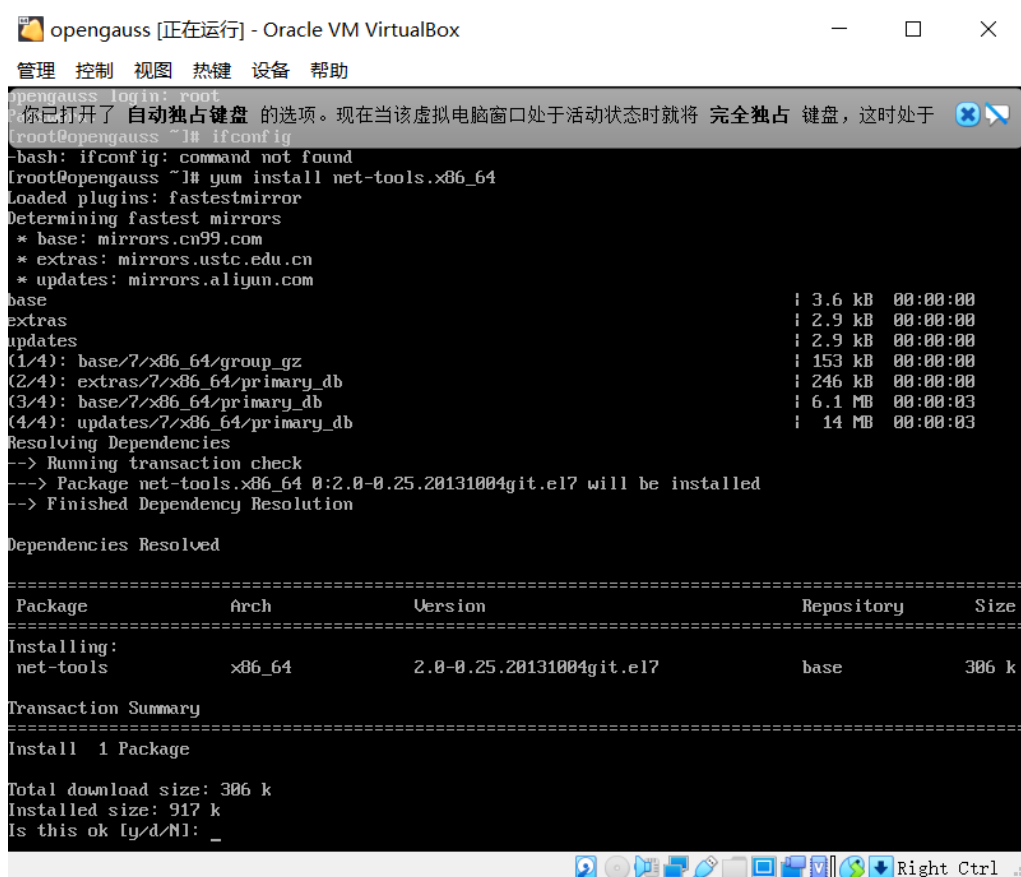 opengauss [正在运行] - Oracle VM VirtualBox
管理 控制 视图 热键 设备 帮助
opengauss login: root
你已打开了 自动独占键盘 的选项。现在当该虚拟电脑窗口处于活动状态时就将 完全独占 键盘，这时处于
[root@opengauss ~]# ifconfig
-bash: ifconfig: command not found
[root@opengauss ~]# yum install net-tools.x86_64
Loaded plugins: fastestmirror
Determining fastest mirrors
* base: mirrors.cn99.com
* extras: mirrors.ustc.edu.cn
* updates: mirrors.aliyun.com
base | 3.6 kB 00:00:00
extras | 2.9 kB 00:00:00
updates | 2.9 kB 00:00:00
(1/4): base/7/x86_64/group_gz | 153 kB 00:00:00
(2/4): extras/7/x86_64/primary_db | 246 kB 00:00:00
(3/4): base/7/x86_64/primary_db | 6.1 MB 00:00:03
(4/4): updates/7/x86_64/primary_db | 14 MB 00:00:03
Resolving Dependencies
--> Running transaction check
---> Package net-tools.x86_64 0:2.0-0.25.20131004git.el7 will be installed
--> Finished Dependency Resolution
Dependencies Resolved
Package Arch Version Repository Size
Installing:
net-tools x86_64 2.0-0.25.20131004git.el7 base 306 k
Transaction Summary
Install 1 Package
Total download size: 306 k
Installed size: 917 k
Is this ok [y/d/N]: _
Right Ctrl